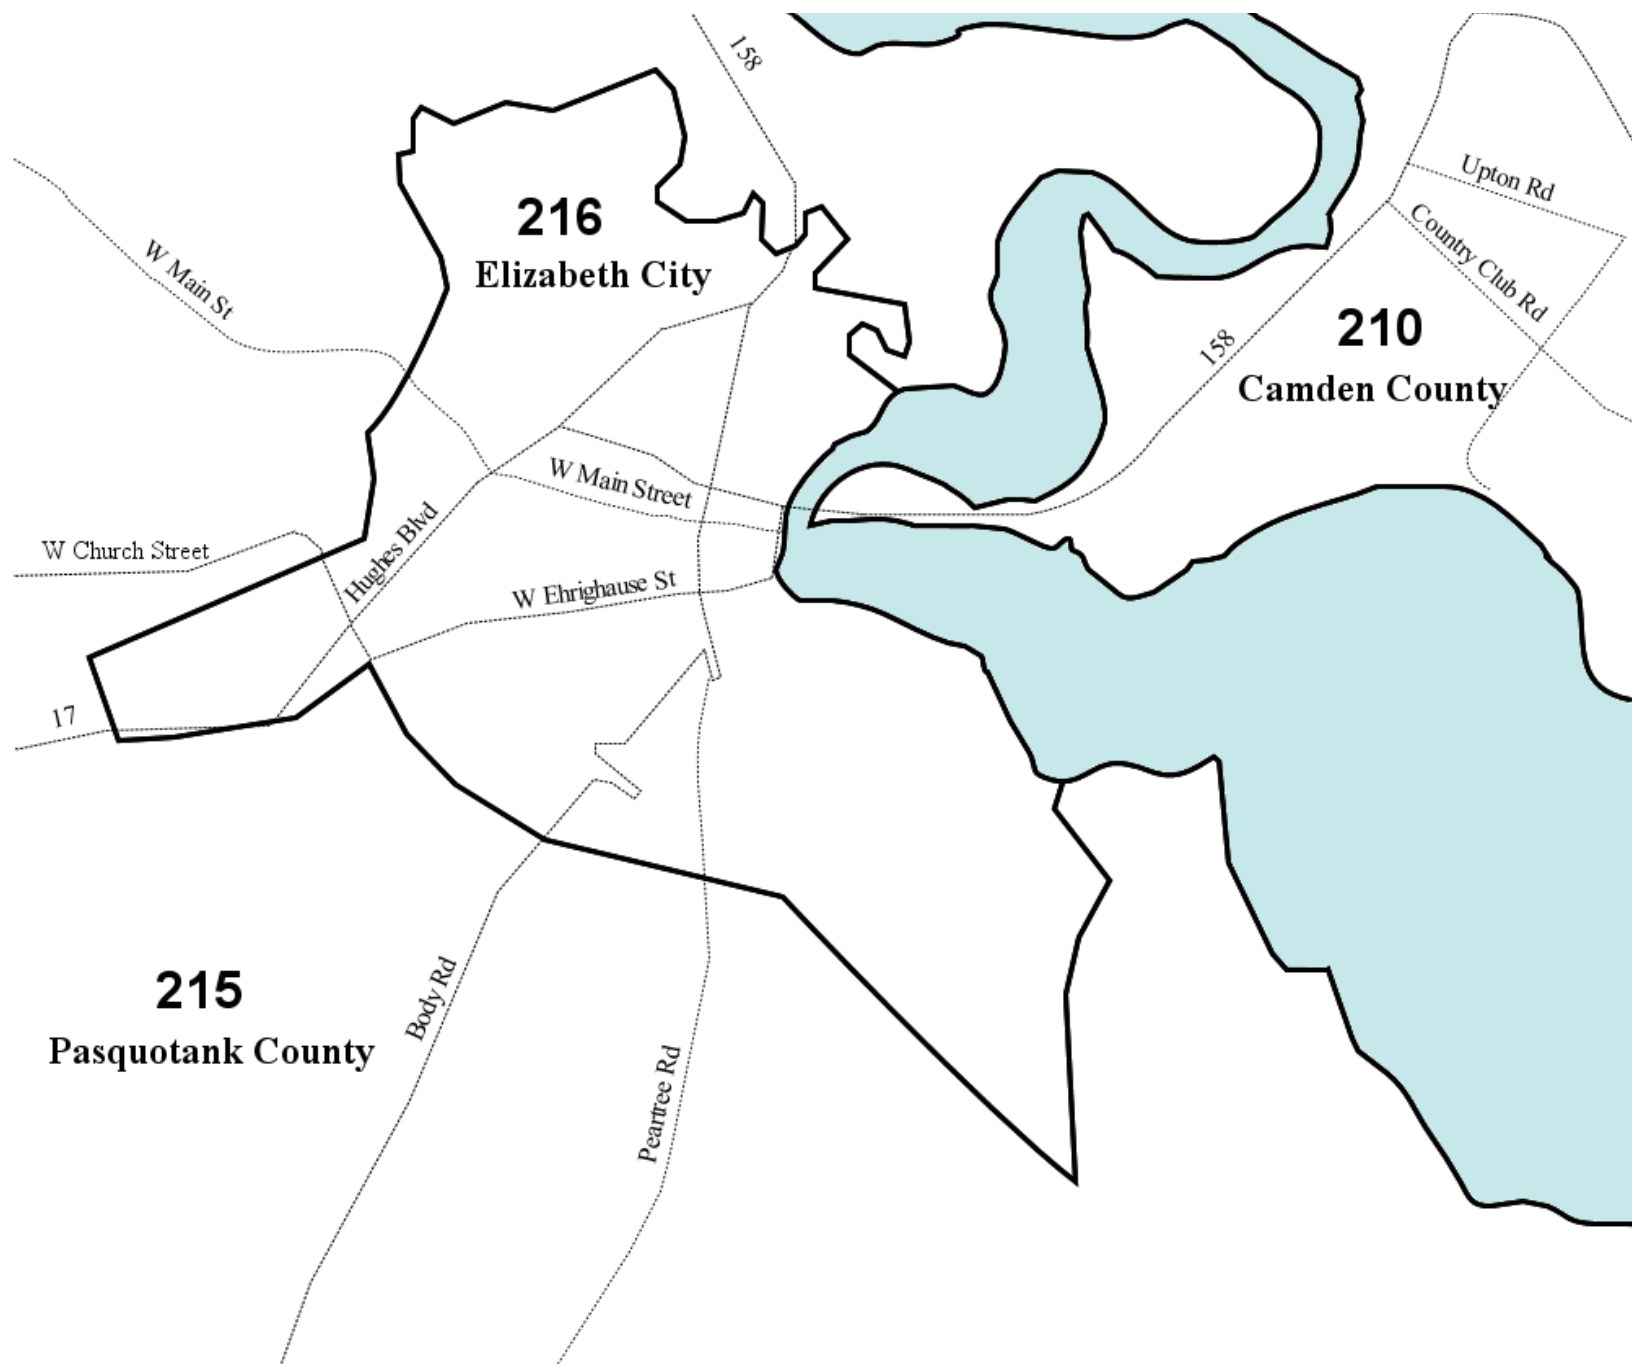 158
Upton Rd
216
Country Club Rd
W Main St
Elizabeth City
210
158
Camden County
W Main Street
Hughes Blvd
W Church Street
W Ehrighause St
17
215
Body Rd
Pasquotank County
Peartree Rd